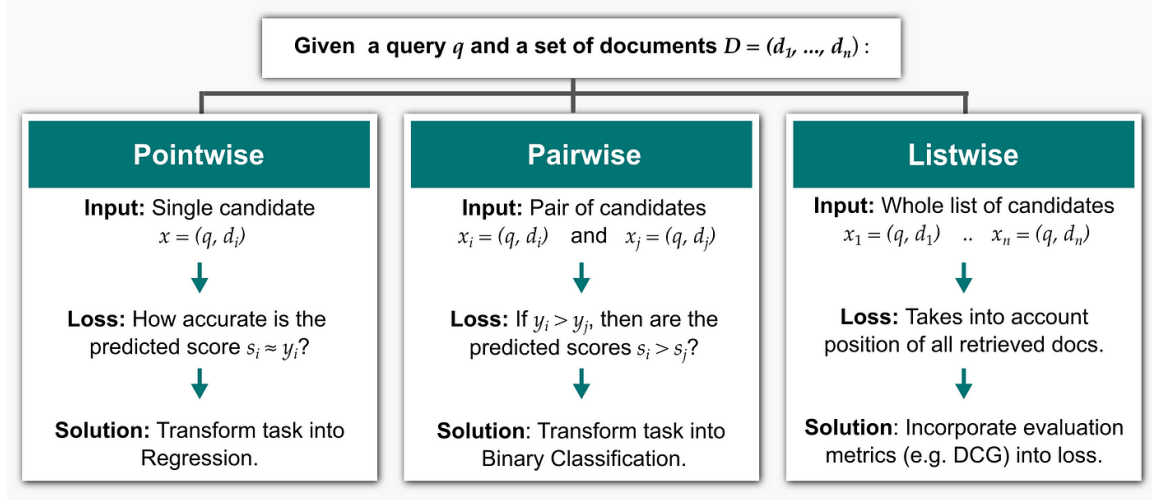 Given a query q and a set of documents D = (d₁, ..., dₙ) :
Pointwise
Input: Single candidate
x = (q, dᵢ)
Loss: How accurate is the
predicted score sᵢ ≈ yᵢ?
Solution: Transform task into
Regression.
Pairwise
Input: Pair of candidates
xᵢ = (q, dᵢ) and xⱼ = (q, dⱼ)
Loss: If yᵢ > yⱼ, then are the
predicted scores sᵢ > sⱼ?
Solution: Transform task into
Binary Classification.
Listwise
Input: Whole list of candidates
x₁ = (q, d₁) .. xₙ = (q, dₙ)
Loss: Takes into account
position of all retrieved docs.
Solution: Incorporate evaluation
metrics (e.g. DCG) into loss.